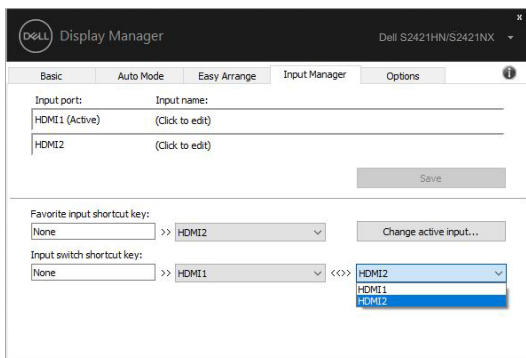 x
DELL Display Manager Dell S2421HN/S2421NX
Basic Auto Mode Easy Arrange Input Manager Options
Input port: Input name:
HDMI1 (Active) (Click to edit)
HDMI2 (Click to edit)
Save
Favorite input shortcut key:
None >> HDMI2 Change active input...
Input switch shortcut key:
None >> HDMI1 <<>> HDMI2
HDMI1
HDMI2